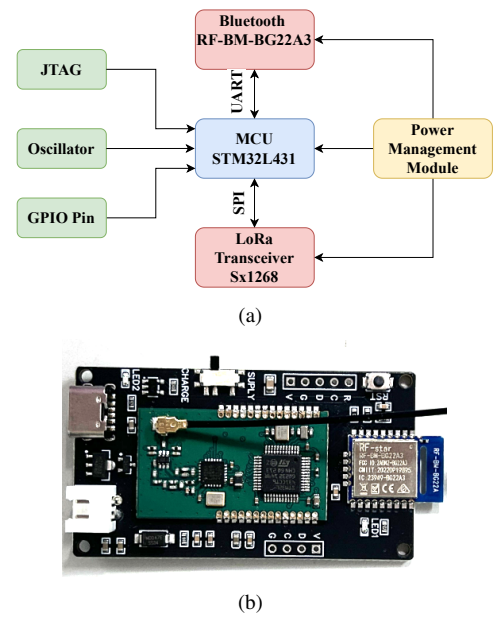 Bluetooth
RF-BM-BG22A3
JTAG
UART
Oscillator
MCU
STM32L431
Power
Management
Module
GPIO Pin
SPI
LoRa
Transceiver
Sx1268
(a)
LED2
CHARGE
SUPLY
V G D C R
RST
RF-star
RF-BM-BG22A3
RF-BM-BG22A
LED1
G C D V
(b)